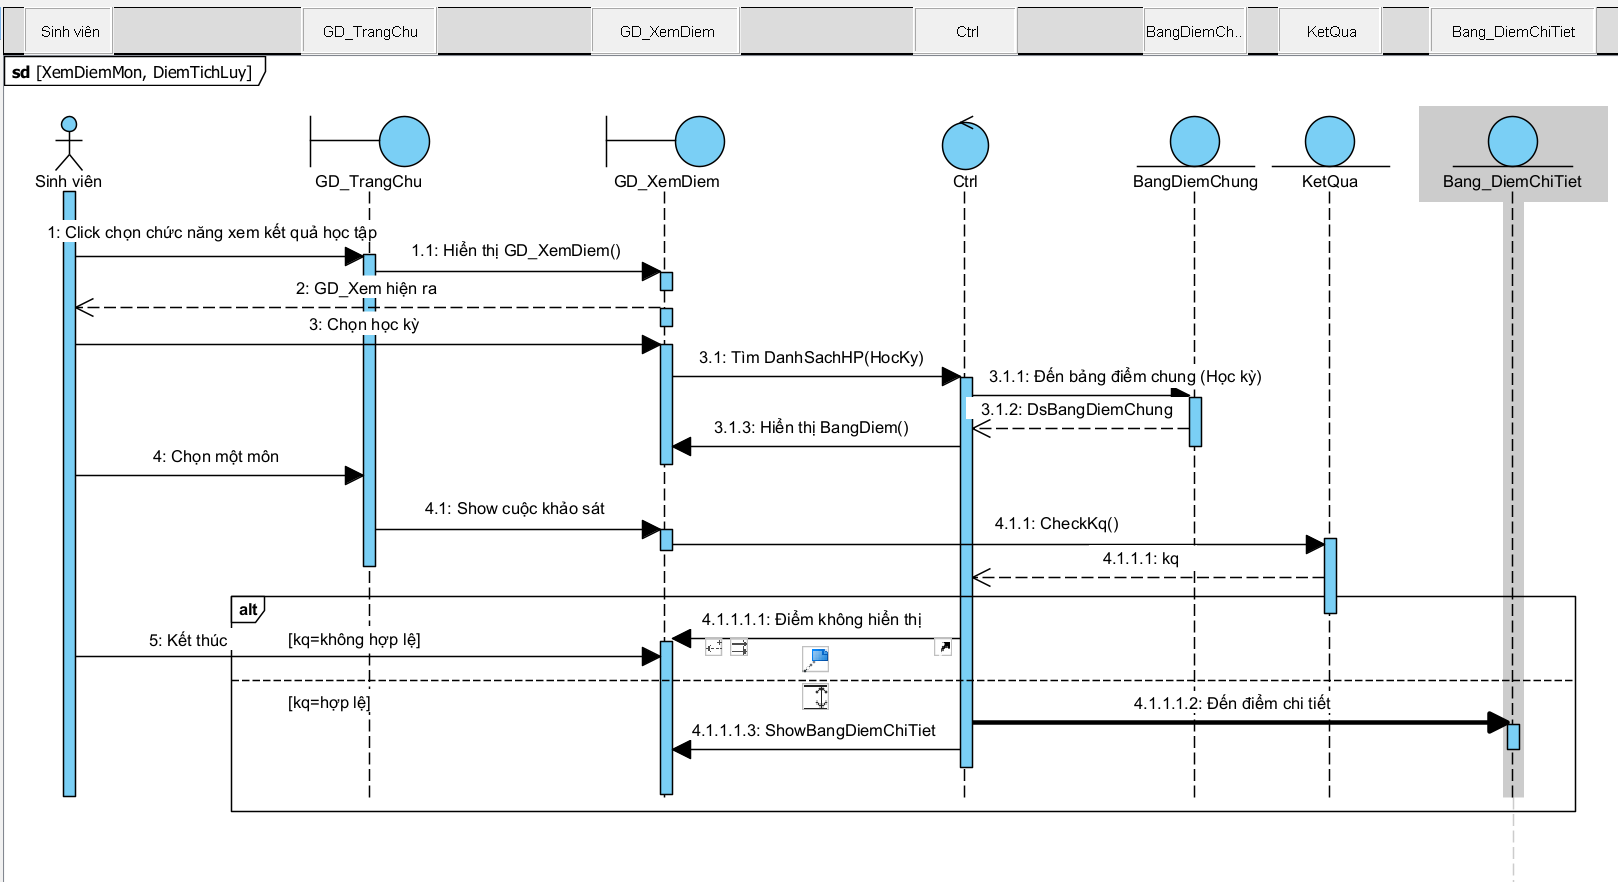 Sinh viên
GD_TrangChu
GD_XemDiem
Ctrl
BangDiemCh..
KetQua
Bang_DiemChiTiet
sd [XemDiemMon, DiemTichLuy]
Sinh viên
GD_TrangChu
GD_XemDiem
Ctrl
BangDiemChung
KetQua
Bang_DiemChiTiet
1: Click chọn chức năng xem kết quả học tập
1.1: Hiển thị GD_XemDiem()
2: GD_Xem hiện ra
3: Chọn học kỳ
3.1: Tìm DanhSachHP(HocKy)
3.1.1: Đến bảng điểm chung (Học kỳ)
3.1.2: DsBangDiemChung
3.1.3: Hiển thị BangDiem()
4: Chọn một môn
4.1: Show cuộc khảo sát
4.1.1: CheckKq()
4.1.1.1: kq
alt
4.1.1.1.1: Điểm không hiển thị
5: Kết thúc
[kq=không hợp lệ]
[kq=hợp lệ]
4.1.1.1.2: Đến điểm chi tiết
4.1.1.1.3: ShowBangDiemChiTiet